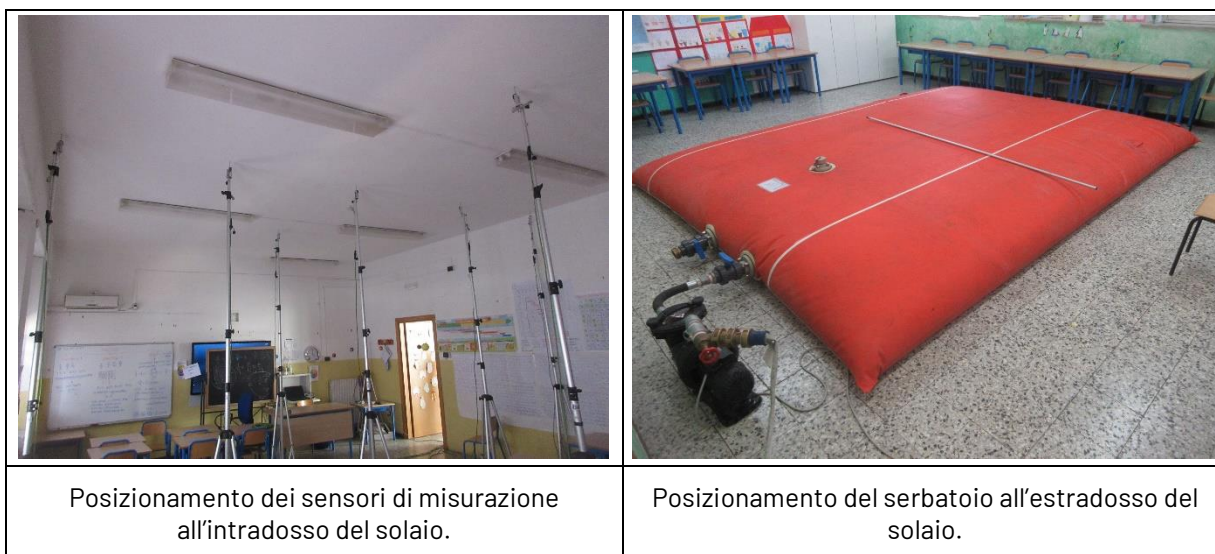 Posizionamento dei sensori di misurazione
all’intradosso del solaio.
Posizionamento del serbatoio all’estradosso del
solaio.